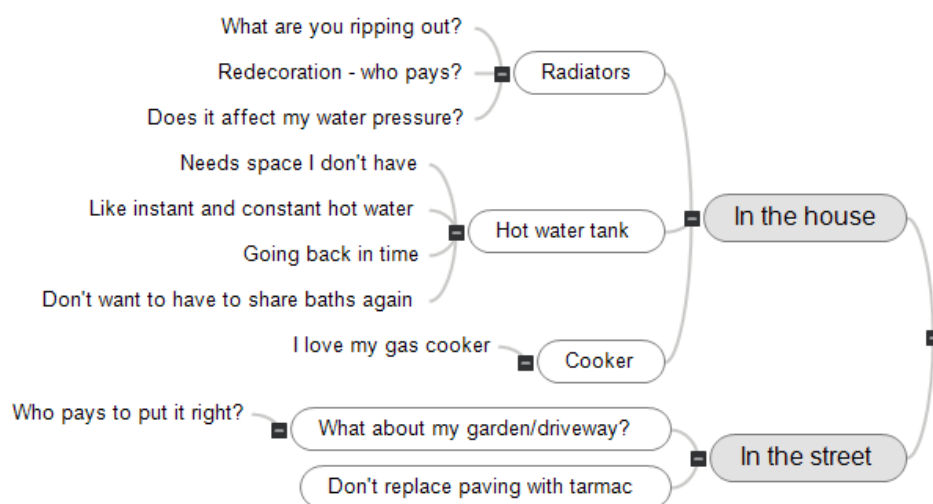 What are you ripping out?
Redecoration - who pays?
Radiators
Does it affect my water pressure?
Needs space I don't have
Like instant and constant hot water
Hot water tank
Going back in time
Don't want to have to share baths again
In the house
I love my gas cooker
Cooker
Who pays to put it right?
What about my garden/driveway?
In the street
Don't replace paving with tarmac